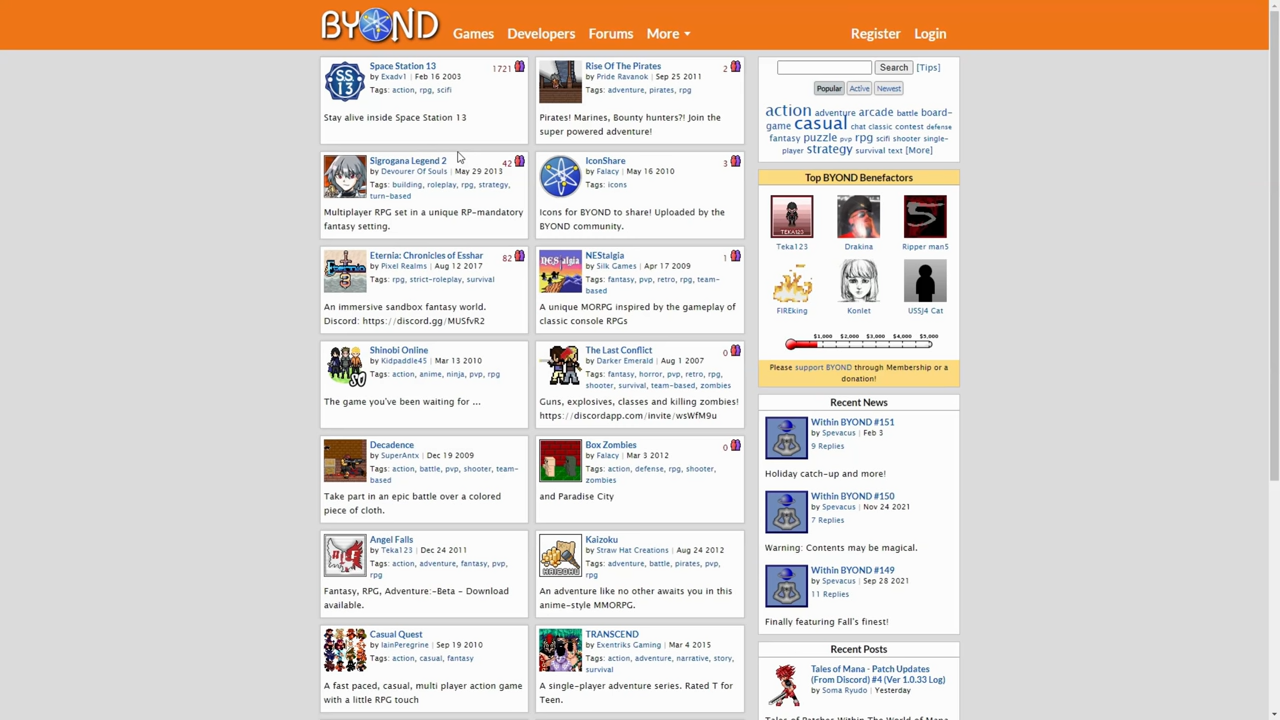 BYOND
Games Developers Forums More Register Login
Space Station 13
by Exadv1 | Feb 16 2003
1721
Tags: action, rpg, scifi
Stay alive inside Space Station 13
Rise Of The Pirates
by Pride Ravanok | Sep 25 2011
2
Tags: adventure, pirates, rpg
Pirates! Marines, Bounty hunters?! Join the
super powered adventure!
Sigrogana Legend 2
by Devourer Of Souls | May 29 2013
42
Tags: building, roleplay, rpg, strategy,
turn-based
Multiplayer RPG set in a unique RP-mandatory
fantasy setting.
IconShare
by Falacy | May 16 2010
3
Tags: icons
Icons for BYOND to share! Uploaded by the
BYOND community.
Eternia: Chronicles of Esshar
by Pixel Realms | Aug 12 2017
82
Tags: rpg, strict-roleplay, survival
An immersive sandbox fantasy world.
Discord: https://discord.gg/MUSfvR2
NEStalgia
by Silk Games | Apr 17 2009
1
Tags: fantasy, pvp, retro, rpg, team-
based
A unique MORPG inspired by the gameplay of
classic console RPGs
Shinobi Online
by Kidpaddle45 | Mar 13 2010
Tags: action, anime, ninja, pvp, rpg
The game you've been waiting for ...
The Last Conflict
by Darker Emerald | Aug 1 2007
0
Tags: fantasy, horror, pvp, retro, rpg,
shooter, survival, team-based, zombies
Guns, explosives, classes and killing zombies!
https://discordapp.com/invite/wsWfM9u
Decadence
by SuperAntx | Dec 19 2009
Tags: action, battle, pvp, shooter, team-
based
Take part in an epic battle over a colored
piece of cloth.
Box Zombies
by Falacy | Mar 3 2012
0
Tags: action, defense, rpg, shooter,
zombies
and Paradise City
Angel Falls
by Teka123 | Dec 24 2011
Tags: action, adventure, fantasy, pvp,
rpg
Fantasy, RPG, Adventure:-Beta - Download
available.
Kaizoku
by Straw Hat Creations | Aug 24 2012
Tags: adventure, battle, pirates, pvp,
rpg
An adventure like no other awaits you in this
anime-style MMORPG.
Casual Quest
by IainPeregrine | Sep 19 2010
Tags: action, casual, fantasy
A fast paced, casual, multi player action game
with a little RPG touch
TRANSCEND
by Exentriks Gaming | Mar 4 2015
Tags: action, adventure, narrative, story,
survival
A single-player adventure series. Rated T for
Teen.
Search [Tips]
Popular Active Newest
action adventure arcade battle board-
game casual chat classic contest defense
fantasy puzzle pvp rpg scifi shooter single-
player strategy survival text [More]
Top BYOND Benefactors
Teka123 Drakina Ripper man5
FIREking Konlet USSJ4 Cat
$1,000 $2,000 $3,000 $4,000 $5,000
Please support BYOND through Membership or a
donation!
Recent News
Within BYOND #151
by Spevacus | Feb 3
9 Replies
Holiday catch-up and more!
Within BYOND #150
by Spevacus | Nov 24 2021
7 Replies
Warning: Contents may be magical.
Within BYOND #149
by Spevacus | Sep 28 2021
11 Replies
Finally featuring Fall's finest!
Recent Posts
Tales of Mana - Patch Updates
(From Discord) #4 (Ver 1.0.33 Log)
by Soma Ryudo | Yesterday